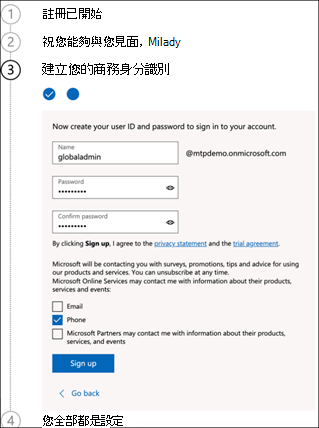 1 註冊已開始
2 祝您能夠與您見面, Milady
3 建立您的商務身分識別
Now create your user ID and password to sign in to your account.
Name
globaladmin
@mtpdemo.onmicrosoft.com
Password
•••••••••
Confirm password
•••••••••
By clicking Sign up, I agree to the privacy statement and the trial agreement.
Microsoft will be contacting you with surveys, promotions, tips and advice for using
our products and services. You can unsubscribe at any time.
Microsoft Online Services may contact me with information about their products,
services and events:
Email
Phone
Microsoft Partners may contact me with information about their products,
services, and events
Sign up
Go back
4 您全部都是設定